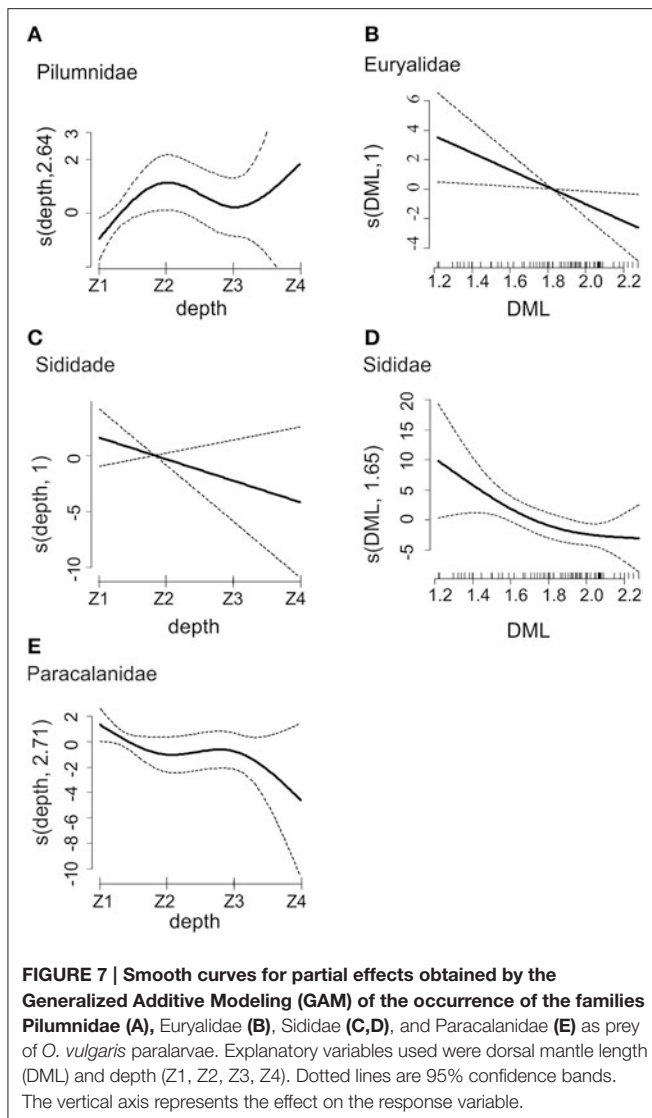 A
Pilumnidae
s(depth,2.64)
3
2
0
Z1 Z2 Z3 Z4
depth
B
Euryalidae
s(DML,1)
6
4
2
0
-2
-4
1.2 1.4 1.6 1.8 2.0 2.2
DML
C
Sididade
s(depth, 1)
0
-5
-10
Z1 Z2 Z3 Z4
depth
D
Sididae
s(DML, 1.65)
20
15
10
5
0
-5
1.2 1.4 1.6 1.8 2.0 2.2
DML
E
Paracalanidae
s(depth, 2.71)
2
0
-2
-4
-6
-8
-10
Z1 Z2 Z3 Z4
depth
FIGURE 7 | Smooth curves for partial effects obtained by the
Generalized Additive Modeling (GAM) of the occurrence of the families
Pilumnidae (A), Euryalidae (B), Sididae (C,D), and Paracalanidae (E) as prey
of O. vulgaris paralarvae. Explanatory variables used were dorsal mantle length
(DML) and depth (Z1, Z2, Z3, Z4). Dotted lines are 95% confidence bands.
The vertical axis represents the effect on the response variable.